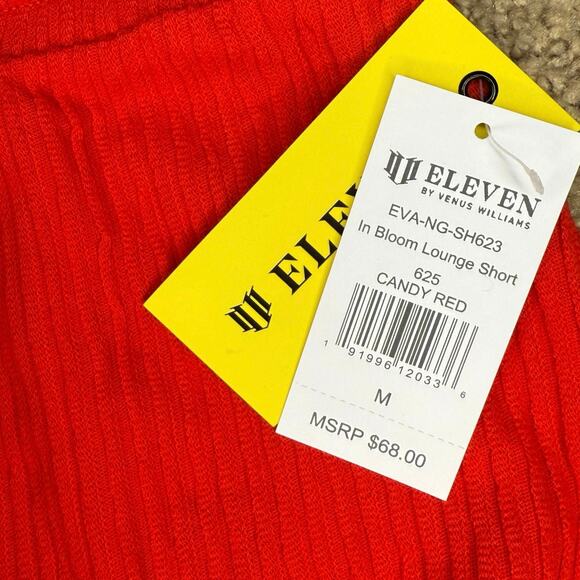 ELEVEN
BY VENUS WILLIAMS
EVA-NG-SH623
In Bloom Lounge Short
625
CANDY RED
1 91996 12033 6
M
MSRP $68.00
ELE